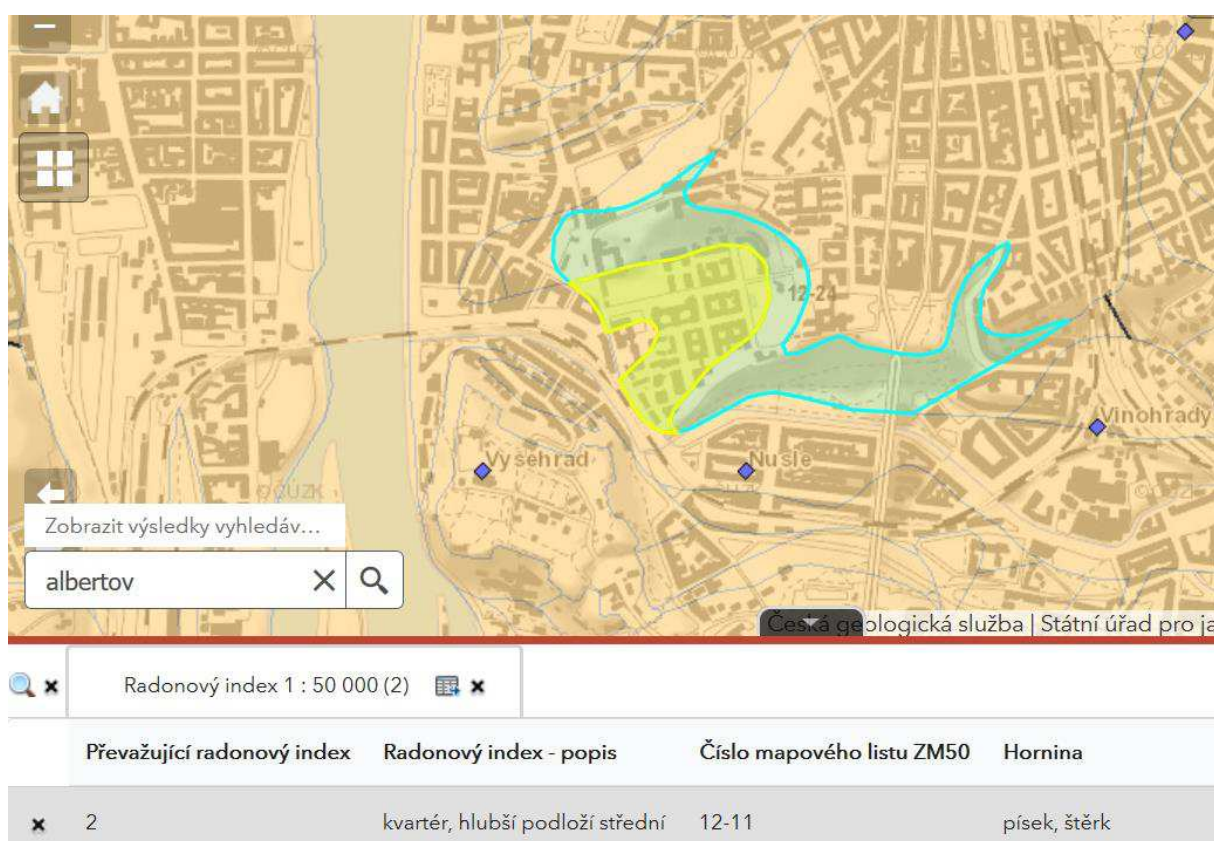 ©ČÚZK
12-24
Vinohrady
Vyšehrad
Nusle
©ČÚZK
Zobrazit výsledky vyhledáv…
albertov
Česká geologická služba | Státní úřad pro ja
Radonový index 1 : 50 000 (2)
Převažující radonový index Radonový index - popis Číslo mapového listu ZM50 Hornina
2 kvartér, hlubší podloží střední 12-11 písek, štěrk